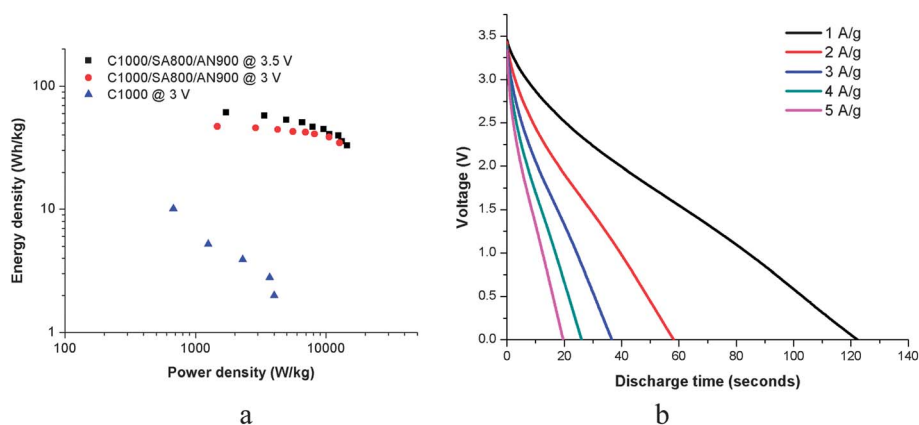 C1000/SA800/AN900 @ 3.5 V
C1000/SA800/AN900 @ 3 V
C1000 @ 3 V
Energy density (Wh/kg)
100
10
1
100
1000
10000
Power density (W/kg)
a
1 A/g
2 A/g
3 A/g
4 A/g
5 A/g
Voltage (V)
3.5
3.0
2.5
2.0
1.5
1.0
0.5
0.0
0
20
40
60
80
100
120
140
Discharge time (seconds)
b